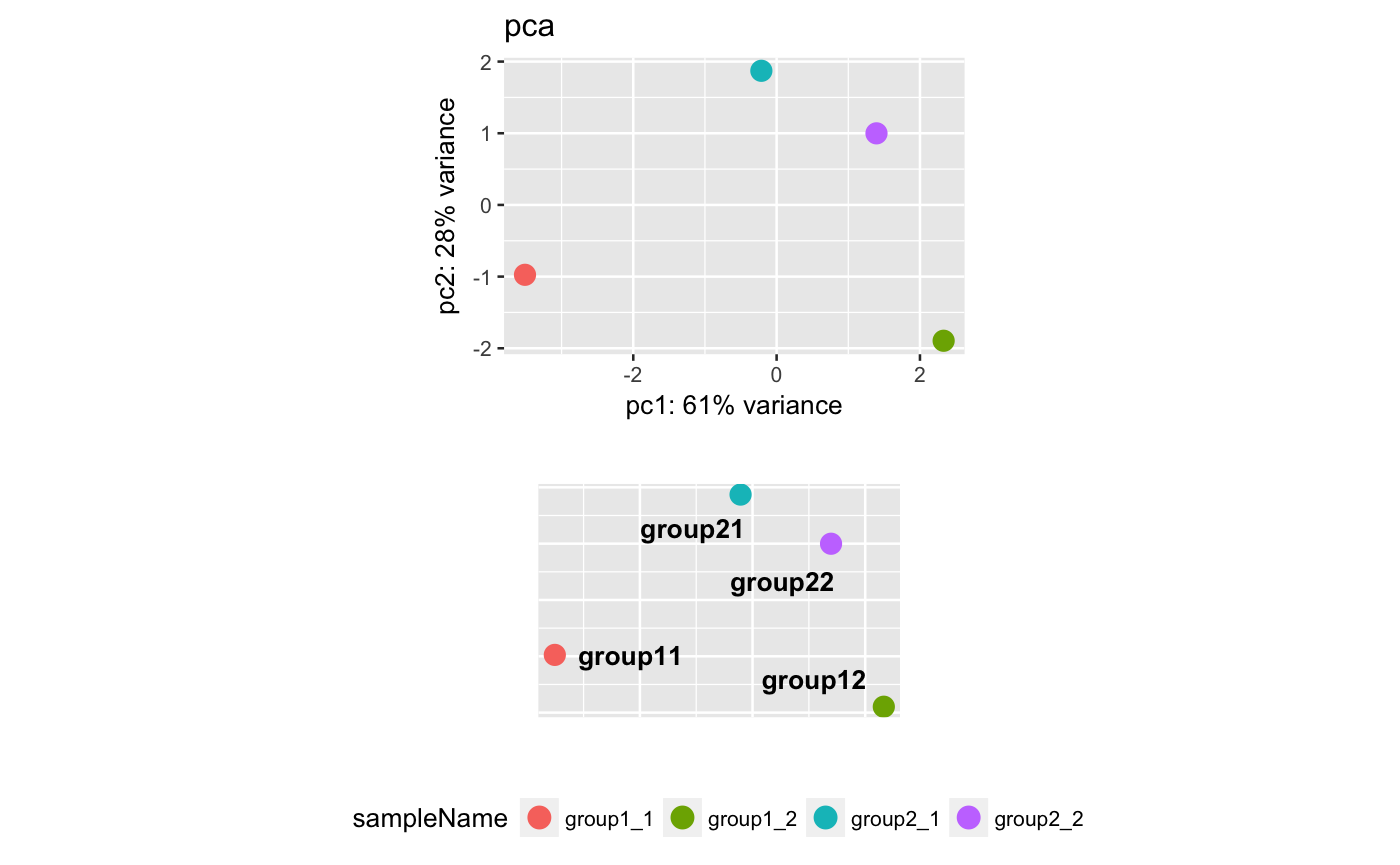 pca
2
1
0
-1
-2
pc2: 28% variance
-2 0 2
pc1: 61% variance
group21
group22
group11
group12
sampleName group1_1 group1_2 group2_1 group2_2